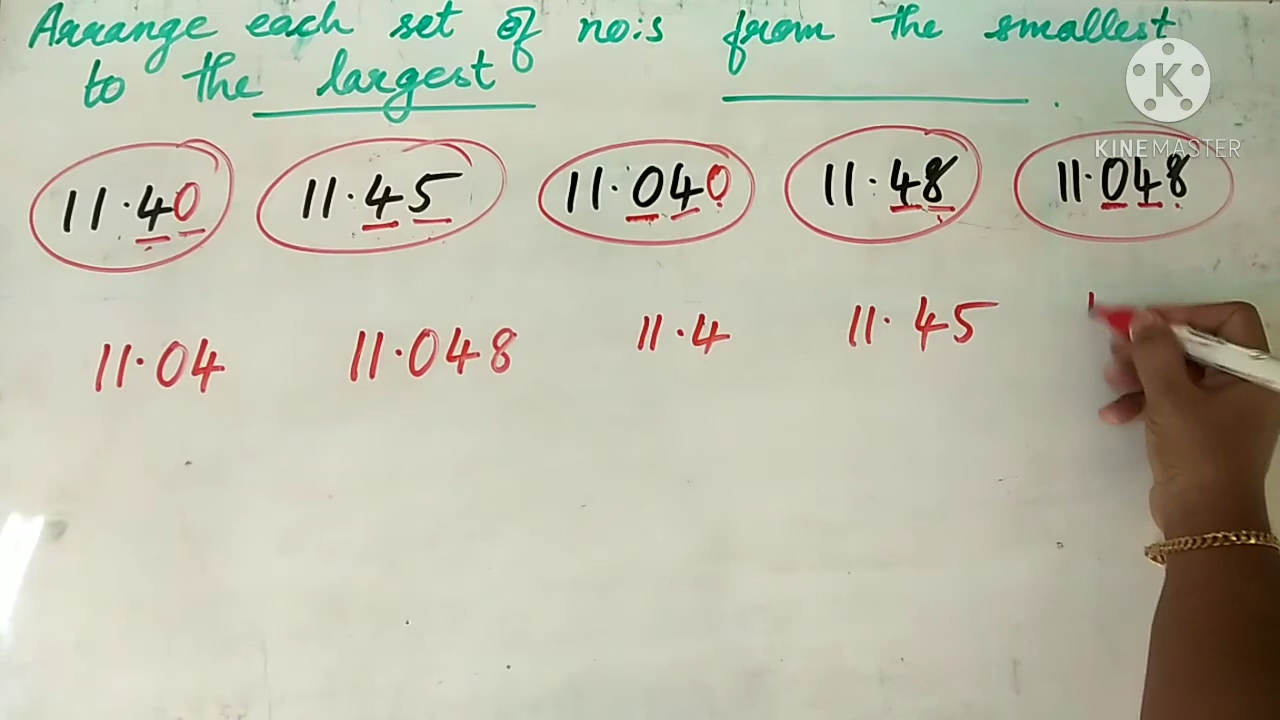 Arrange each set of no:s from the smallest
to the largest .
K
KINEMASTER
11.40 11.45 11.040 11.48 11.048
11.04 11.048 11.4 11.45